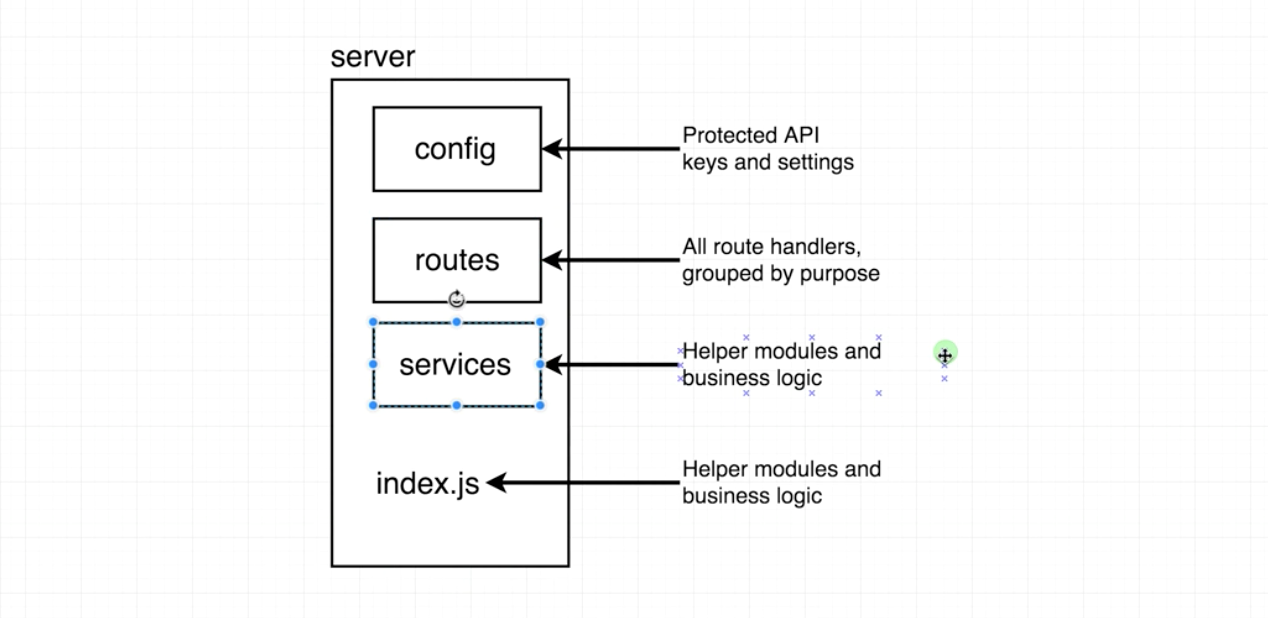 server
config
Protected API
keys and settings
routes
All route handlers,
grouped by purpose
services
Helper modules and
business logic
index.js
Helper modules and
business logic